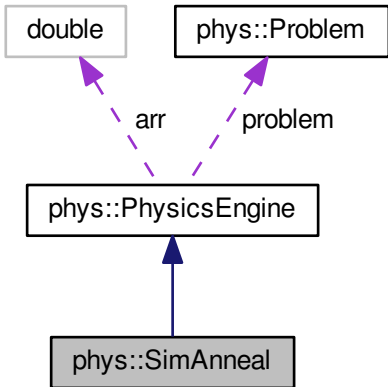 double
phys::Problem
arr
problem
phys::PhysicsEngine
phys::SimAnneal